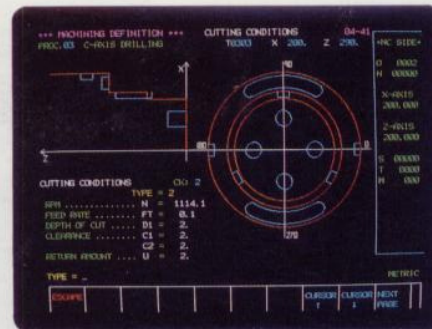 *** MACHINING DEFINITION *** CUTTING CONDITIONS 04-41
PROC.03 C-AXIS DRILLING T0303 X 200. Z 290. *NC SIDE*
O 0002
N 00000
X-AXIS
200.000
Z-AXIS
200.000
S 00000
T 0000
M 000
X
Z
90
180
0
270
CUTTING CONDITIONS CK: 2
TYPE = 2
RPM .............. N = 1114.1
FEED RATE ........ FT = 0.1
DEPTH OF CUT .... D1 = 2.
CLEARANCE ........ C1 = 2.
C2 = 2.
RETURN AMOUNT .... U = 2.
TYPE = _ METRIC
ESCAPE CURSOR ↑ CURSOR ↓ NEXT PAGE